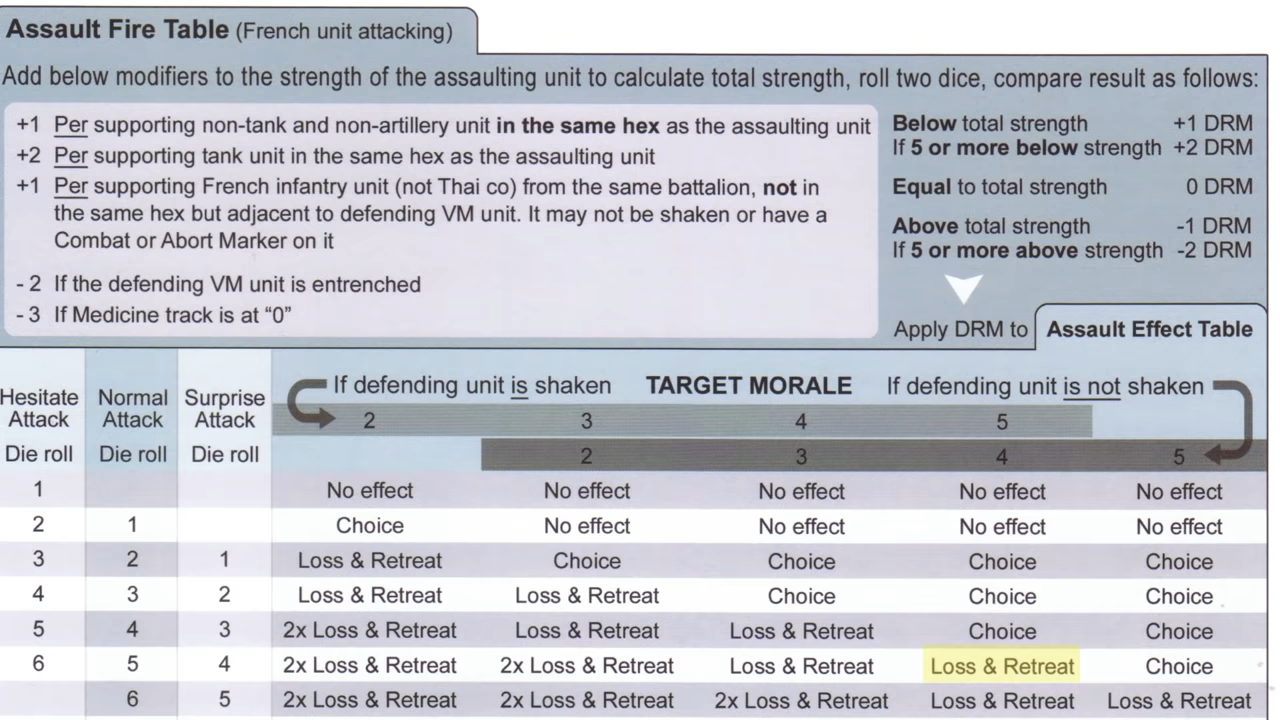 Assault Fire Table (French unit attacking)
Add below modifiers to the strength of the assaulting unit to calculate total strength, roll two dice, compare result as follows:
+1 Per supporting non-tank and non-artillery unit in the same hex as the assaulting unit
+2 Per supporting tank unit in the same hex as the assaulting unit
+1 Per supporting French infantry unit (not Thai co) from the same battalion, not in
the same hex but adjacent to defending VM unit. It may not be shaken or have a
Combat or Abort Marker on it
- 2 If the defending VM unit is entrenched
- 3 If Medicine track is at “0”
Below total strength +1 DRM
If 5 or more below strength +2 DRM
Equal to total strength 0 DRM
Above total strength -1 DRM
If 5 or more above strength -2 DRM
Apply DRM to Assault Effect Table
If defending unit is shaken TARGET MORALE If defending unit is not shaken
Hesitate Normal Surprise
Attack Attack Attack
2 3 4 5
Die roll Die roll Die roll
2 3 4 5
1 No effect No effect No effect No effect No effect
2 1 Choice No effect No effect No effect No effect
3 2 1 Loss & Retreat Choice Choice Choice Choice
4 3 2 Loss & Retreat Loss & Retreat Choice Choice Choice
5 4 3 2x Loss & Retreat Loss & Retreat Loss & Retreat Choice Choice
6 5 4 2x Loss & Retreat 2x Loss & Retreat Loss & Retreat Loss & Retreat Choice
6 5 2x Loss & Retreat 2x Loss & Retreat 2x Loss & Retreat Loss & Retreat Loss & Retreat